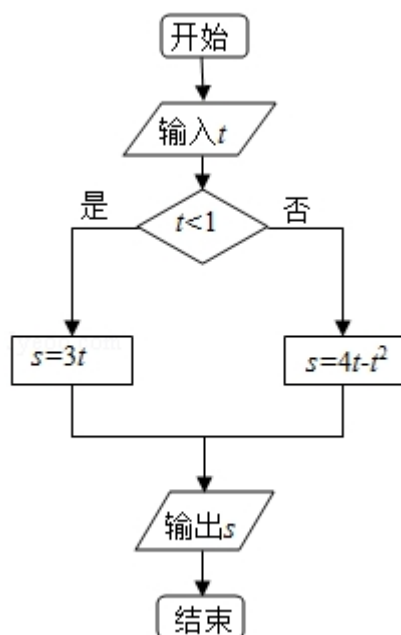 开始
输入t
t<1
是
否
s=3t
s=4t-t²
输出s
结束